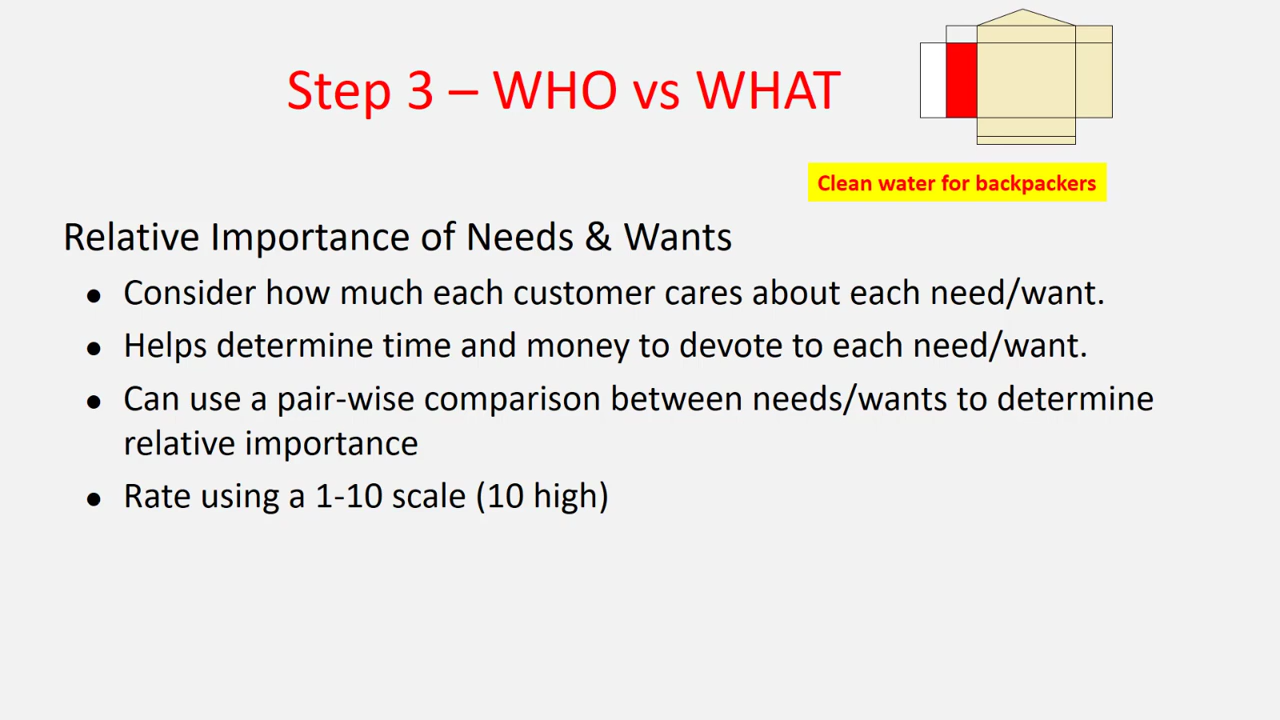 Step 3 – WHO vs WHAT
Clean water for backpackers
Relative Importance of Needs & Wants
● Consider how much each customer cares about each need/want.
● Helps determine time and money to devote to each need/want.
● Can use a pair-wise comparison between needs/wants to determine
relative importance
● Rate using a 1-10 scale (10 high)